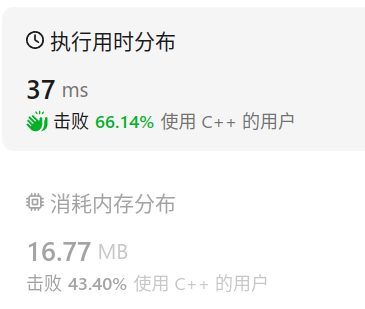 执行用时分布
37 ms
击败 66.14% 使用 C++ 的用户
消耗内存分布
16.77 MB
击败 43.40% 使用 C++ 的用户